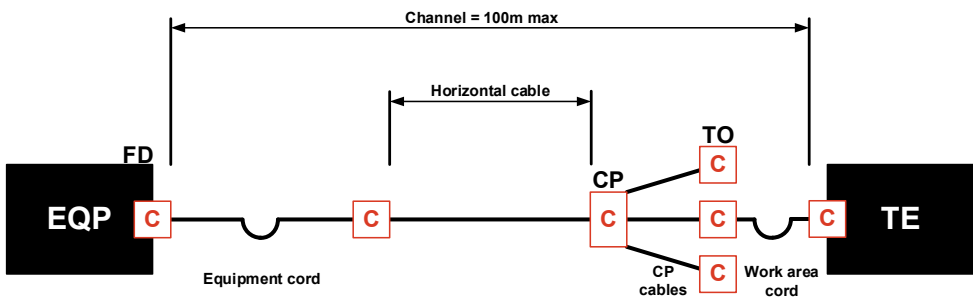 Channel = 100m max
Horizontal cable
FD
TO
CP
C
EQP
C
C
C
C
C
TE
C
Equipment cord
CP
cables
Work area
cord